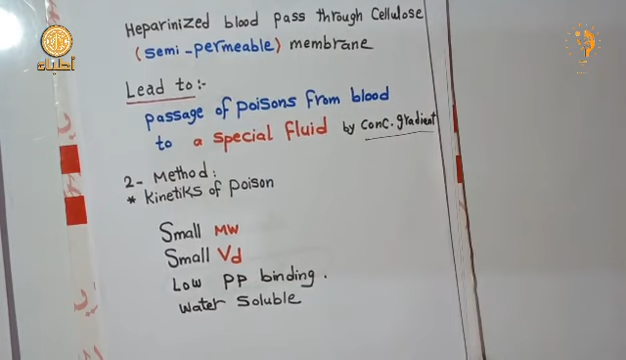 أطباء
Heparinized blood pass through Cellulose
(semi-permeable) membrane
Lead to:-
passage of poisons from blood
to a special fluid by conc. gradient
2- Method:
* Kinetiks of poison
Small MW
Small Vd
Low PP binding.
water soluble